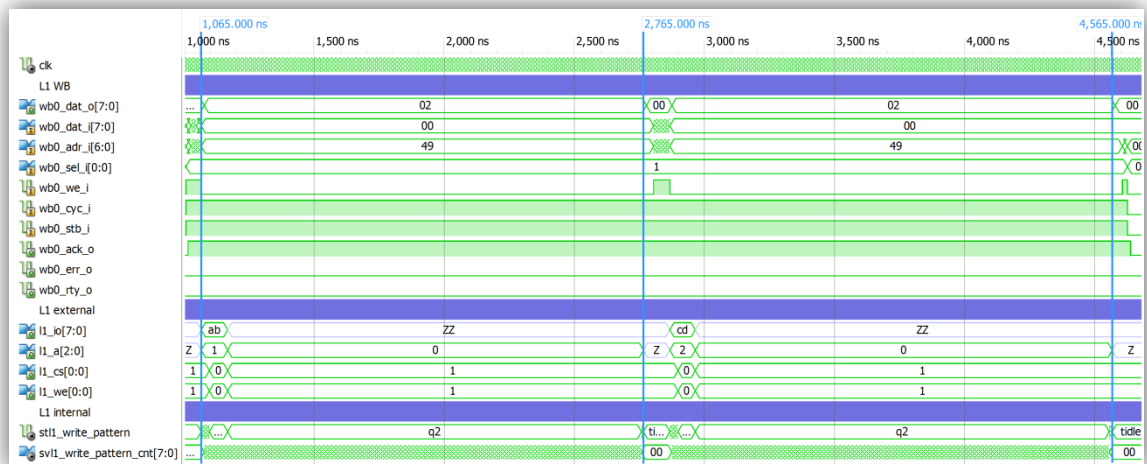 1,065.000 ns 2,765.000 ns 4,565.000 ns
1,000 ns 1,500 ns 2,000 ns 2,500 ns 3,000 ns 3,500 ns 4,000 ns 4,500 ns
clk
L1 WB
wb0_dat_o[7:0] ... 02 00 02 00
wb0_dat_i[7:0] 00 00
wb0_adr_i[6:0] 49 49 00
wb0_sel_i[0:0] 1 0
wb0_we_i
wb0_cyc_i
wb0_stb_i
wb0_ack_o
wb0_err_o
wb0_rty_o
L1 external
l1_io[7:0] ab ZZ cd ZZ
l1_a[2:0] Z 1 0 Z 2 0 Z
l1_cs[0:0] 1 0 1 0 1
l1_we[0:0] 1 0 1 0 1
L1 internal
stl1_write_pattern ... q2 ti... ... q2 tidle
svl1_write_pattern_cnt[7:0] ... 00 00